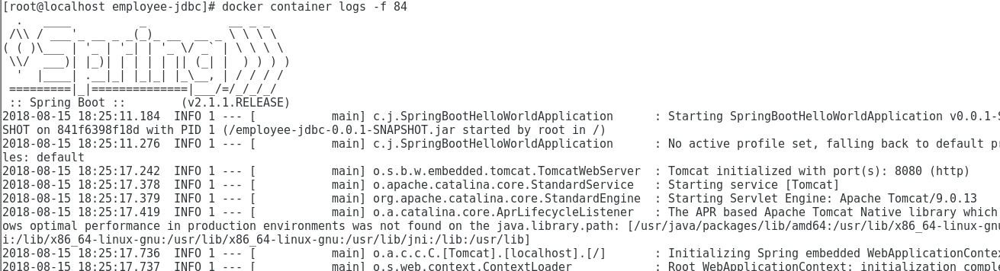 [root@localhost employee-jdbc]# docker container logs -f 84
  .   ____          _            __ _ _
 /\\ / ___'_ __ _ _(_)_ __  __ _ \ \ \ \
( ( )\___ | '_ | '_| | '_ \/ _` | \ \ \ \
 \\/  ___)| |_)| | | | | || (_| |  ) ) ) )
  '  |____| .__|_| |_|_| |_\__, | / / / /
 =========|_|==============|___/=/_/_/_/
 :: Spring Boot ::        (v2.1.1.RELEASE)
2018-08-15 18:25:11.184  INFO 1 --- [           main] c.j.SpringBootHelloWorldApplication      : Starting SpringBootHelloWorldApplication v0.0.1-S
SHOT on 841f6398f18d with PID 1 (/employee-jdbc-0.0.1-SNAPSHOT.jar started by root in /)
2018-08-15 18:25:11.276  INFO 1 --- [           main] c.j.SpringBootHelloWorldApplication      : No active profile set, falling back to default pr
les: default
2018-08-15 18:25:17.242  INFO 1 --- [           main] o.s.b.w.embedded.tomcat.TomcatWebServer  : Tomcat initialized with port(s): 8080 (http)
2018-08-15 18:25:17.378  INFO 1 --- [           main] o.apache.catalina.core.StandardService   : Starting service [Tomcat]
2018-08-15 18:25:17.379  INFO 1 --- [           main] org.apache.catalina.core.StandardEngine  : Starting Servlet Engine: Apache Tomcat/9.0.13
2018-08-15 18:25:17.419  INFO 1 --- [           main] o.a.catalina.core.AprLifecycleListener   : The APR based Apache Tomcat Native library which
ows optimal performance in production environments was not found on the java.library.path: [/usr/java/packages/lib/amd64:/usr/lib/x86_64-linux-gnu
i:/lib/x86_64-linux-gnu:/usr/lib/x86_64-linux-gnu:/usr/lib/jni:/lib:/usr/lib]
2018-08-15 18:25:17.736  INFO 1 --- [           main] o.a.c.c.C.[Tomcat].[localhost].[/]       : Initializing Spring embedded WebApplicationContex
2018-08-15 18:25:17.737  INFO 1 --- [           main] o.s.web.context.ContextLoader            : Root WebApplicationContext: initialization comple